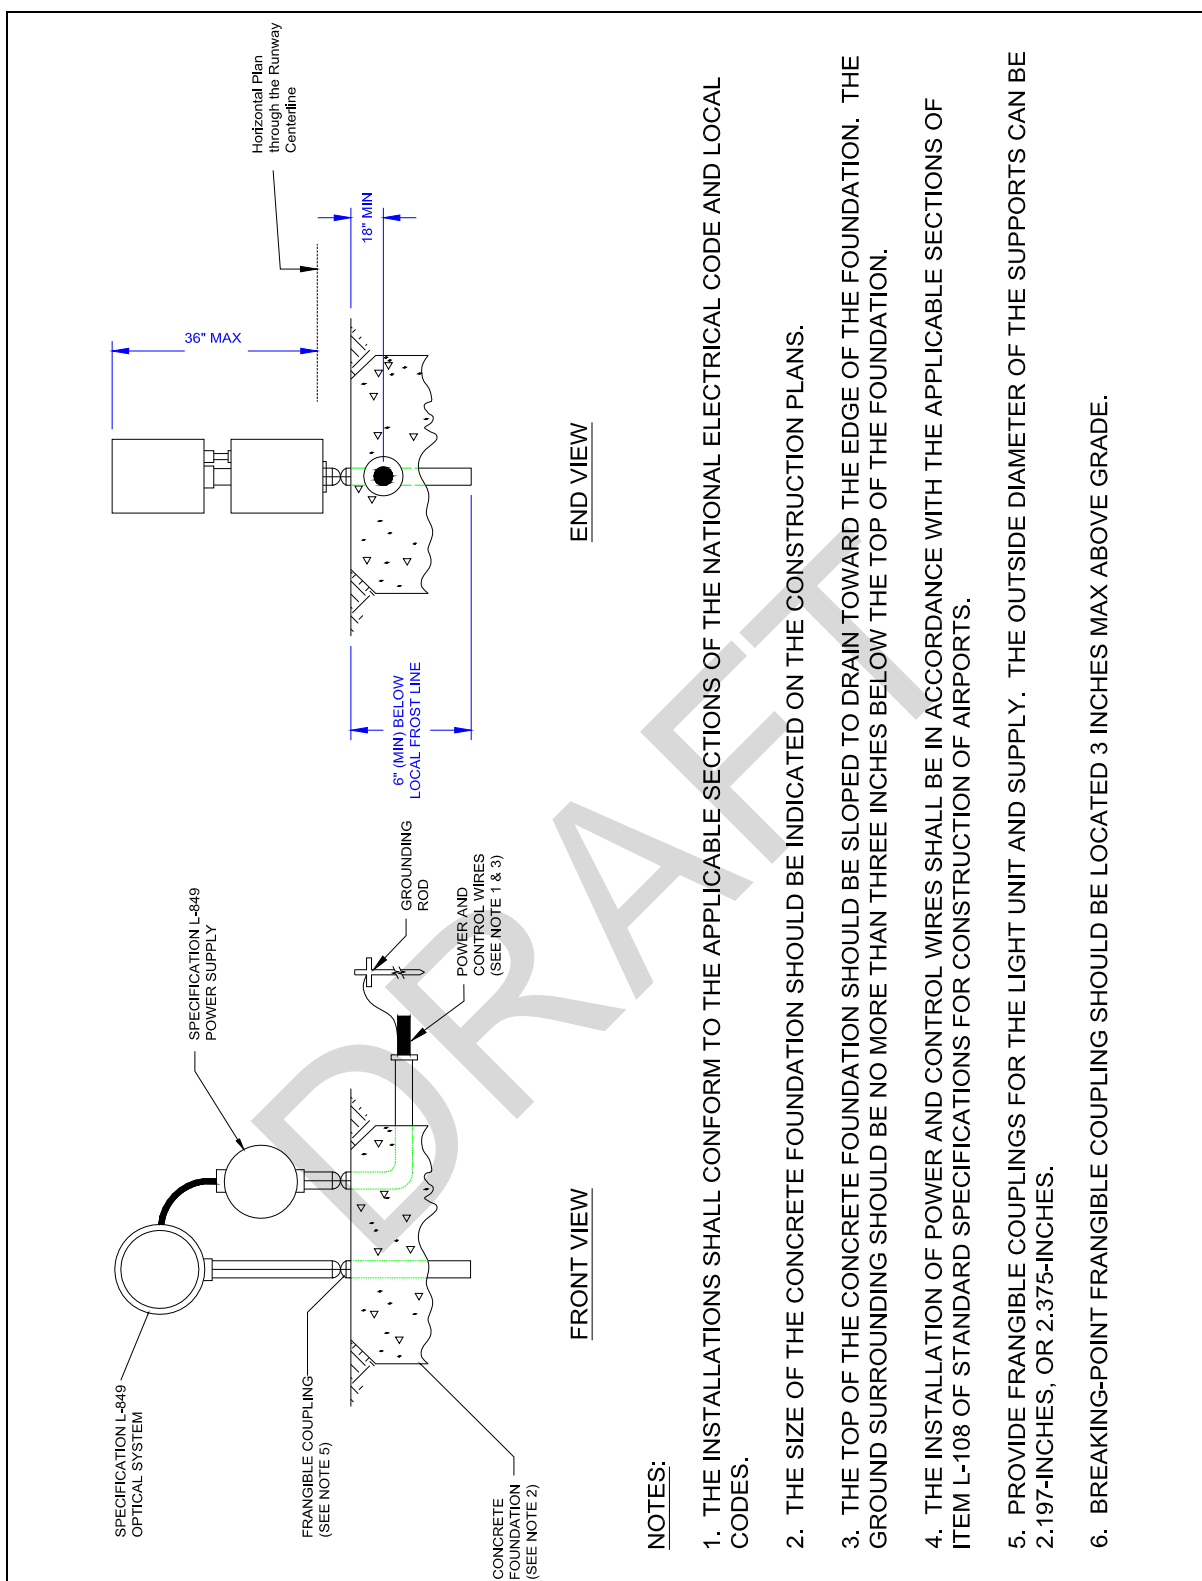 SPECIFICATION L-849
OPTICAL SYSTEM
SPECIFICATION L-849
POWER SUPPLY
FRANGIBLE COUPLING
(SEE NOTE 5)
GROUNDING
ROD
POWER AND
CONTROL WIRES
(SEE NOTE 1 & 3)
CONCRETE
FOUNDATION
(SEE NOTE 2)
FRONT VIEW
Horizontal Plan
through the Runway
Centerline
36" MAX
18" MIN
6" (MIN) BELOW
LOCAL FROST LINE
END VIEW
DRAFT
NOTES:
1. THE INSTALLATIONS SHALL CONFORM TO THE APPLICABLE SECTIONS OF THE NATIONAL ELECTRICAL CODE AND LOCAL
CODES.
2. THE SIZE OF THE CONCRETE FOUNDATION SHOULD BE INDICATED ON THE CONSTRUCTION PLANS.
3. THE TOP OF THE CONCRETE FOUNDATION SHOULD BE SLOPED TO DRAIN TOWARD THE EDGE OF THE FOUNDATION. THE
GROUND SURROUNDING SHOULD BE NO MORE THAN THREE INCHES BELOW THE TOP OF THE FOUNDATION.
4. THE INSTALLATION OF POWER AND CONTROL WIRES SHALL BE IN ACCORDANCE WITH THE APPLICABLE SECTIONS OF
ITEM L-108 OF STANDARD SPECIFICATIONS FOR CONSTRUCTION OF AIRPORTS.
5. PROVIDE FRANGIBLE COUPLINGS FOR THE LIGHT UNIT AND SUPPLY. THE OUTSIDE DIAMETER OF THE SUPPORTS CAN BE
2.197-INCHES, OR 2.375-INCHES.
6. BREAKING-POINT FRANGIBLE COUPLING SHOULD BE LOCATED 3 INCHES MAX ABOVE GRADE.